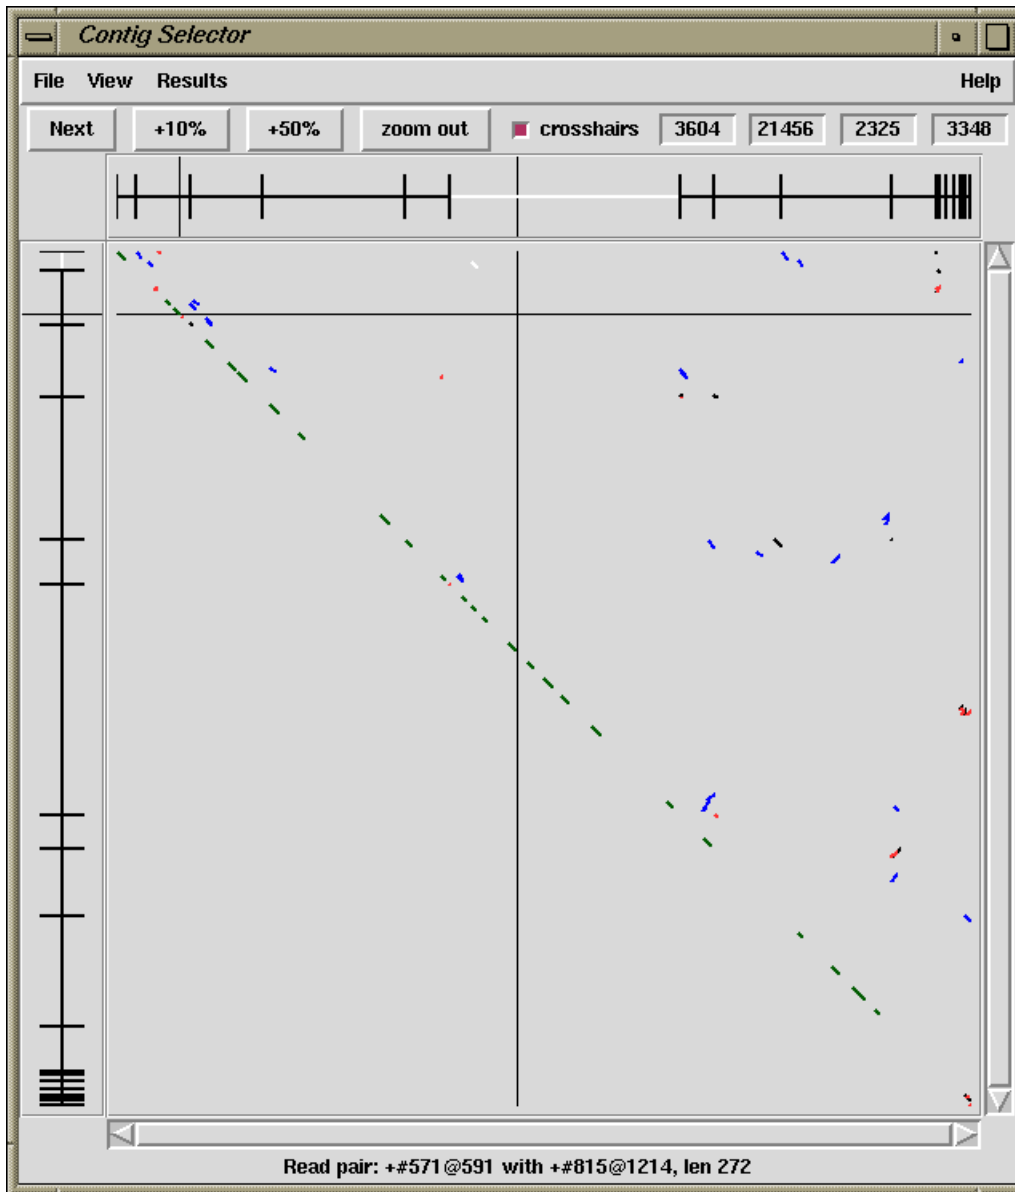 Contig Selector
File View Results Help
Next +10% +50% zoom out crosshairs 3604 21456 2325 3348
Read pair: +#571@591 with +#815@1214, len 272